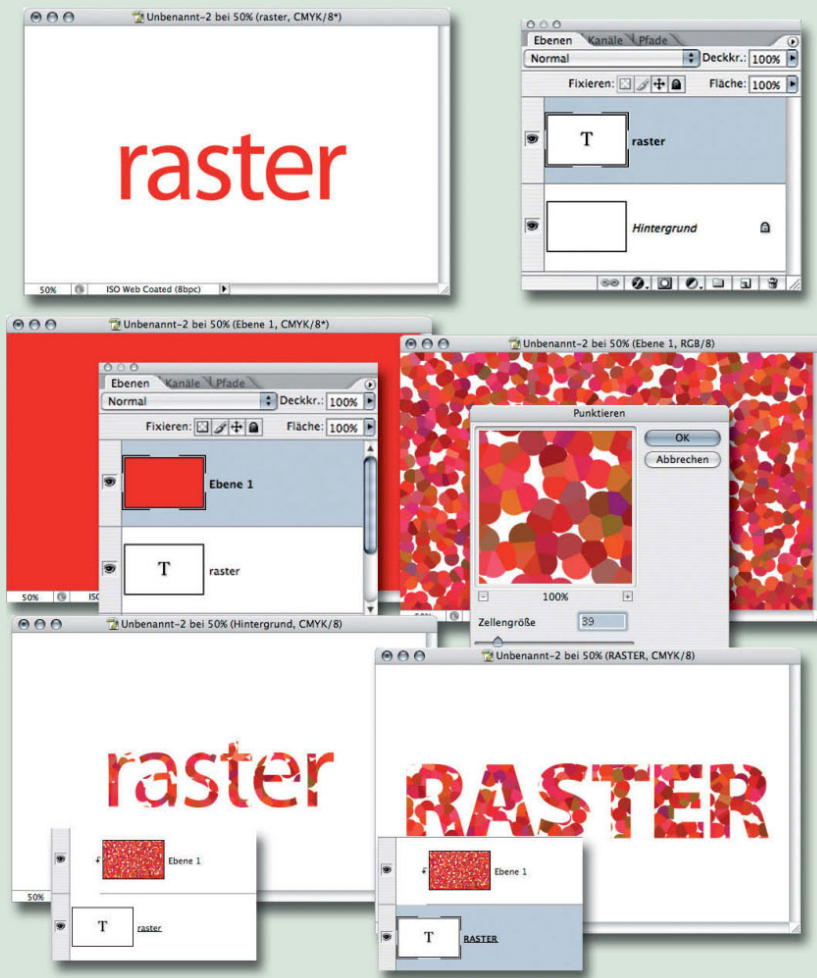 Unbenannt-2 bei 50% (raster, CMYK/8*)
raster
50%
ISO Web Coated (8bpc)
Ebenen Kanäle Pfade
Normal Deckkr.: 100%
Fixieren: Fläche: 100%
T raster
Hintergrund
Unbenannt-2 bei 50% (Ebene 1, CMYK/8*)
Ebenen Kanäle Pfade
Normal Deckkr.: 100%
Fixieren: Fläche: 100%
Ebene 1
T raster
50%
Unbenannt-2 bei 50% (Ebene 1, RGB/8)
Punktieren
OK
Abbrechen
100%
Zellengröße 39
Unbenannt-2 bei 50% (Hintergrund, CMYK/8)
raster
Ebene 1
50%
T raster
Unbenannt-2 bei 50% (RASTER, CMYK/8)
RASTER
Ebene 1
T RASTER